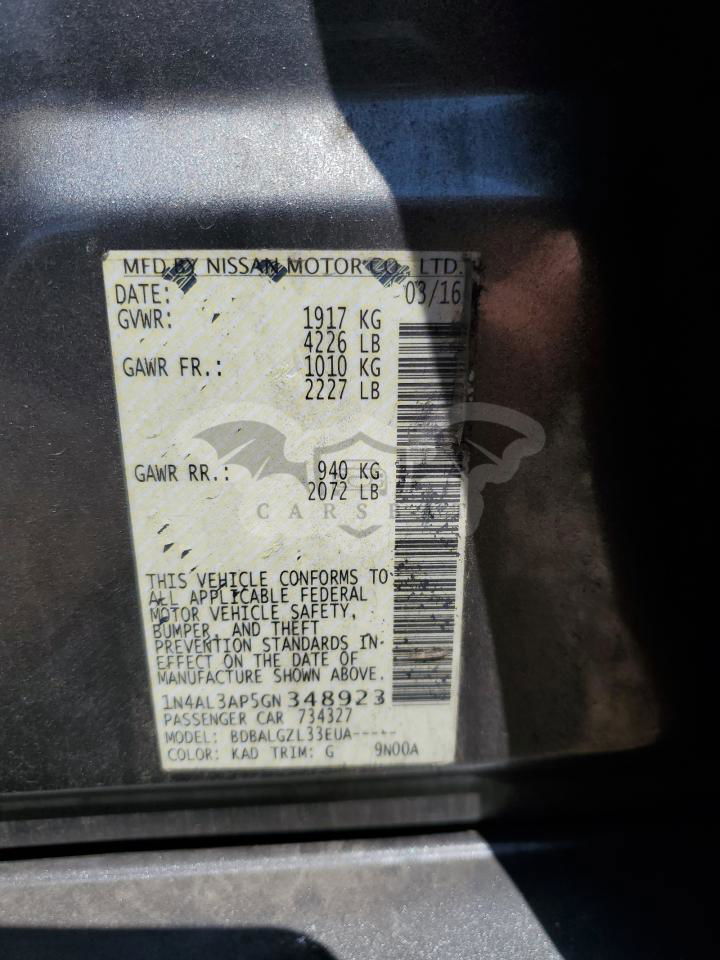 MFD BY NISSAN MOTOR CO., LTD.
DATE: 03/16
GVWR: 1917 KG
4226 LB
GAWR FR.: 1010 KG
2227 LB
GAWR RR.: 940 KG
2072 LB
THIS VEHICLE CONFORMS TO
ALL APPLICABLE FEDERAL
MOTOR VEHICLE SAFETY,
BUMPER, AND THEFT
PREVENTION STANDARDS IN
EFFECT ON THE DATE OF
MANUFACTURE SHOWN ABOVE.
1N4AL3AP5GN348923
PASSENGER CAR 734327
MODEL: BDBALGZL33EUA-----
COLOR: KAD TRIM: G 9N00A